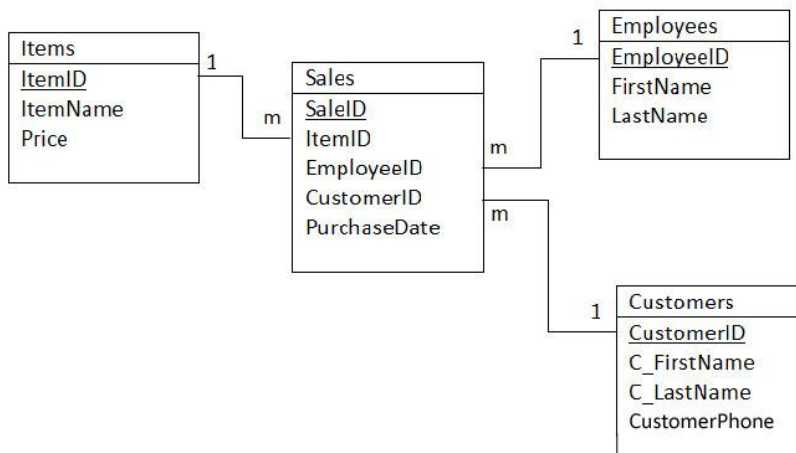 Items
ItemID
ItemName
Price
1
m
Sales
SaleID
ItemID
EmployeeID
CustomerID
PurchaseDate
m
m
1
Employees
EmployeeID
FirstName
LastName
1
Customers
CustomerID
C_FirstName
C_LastName
CustomerPhone